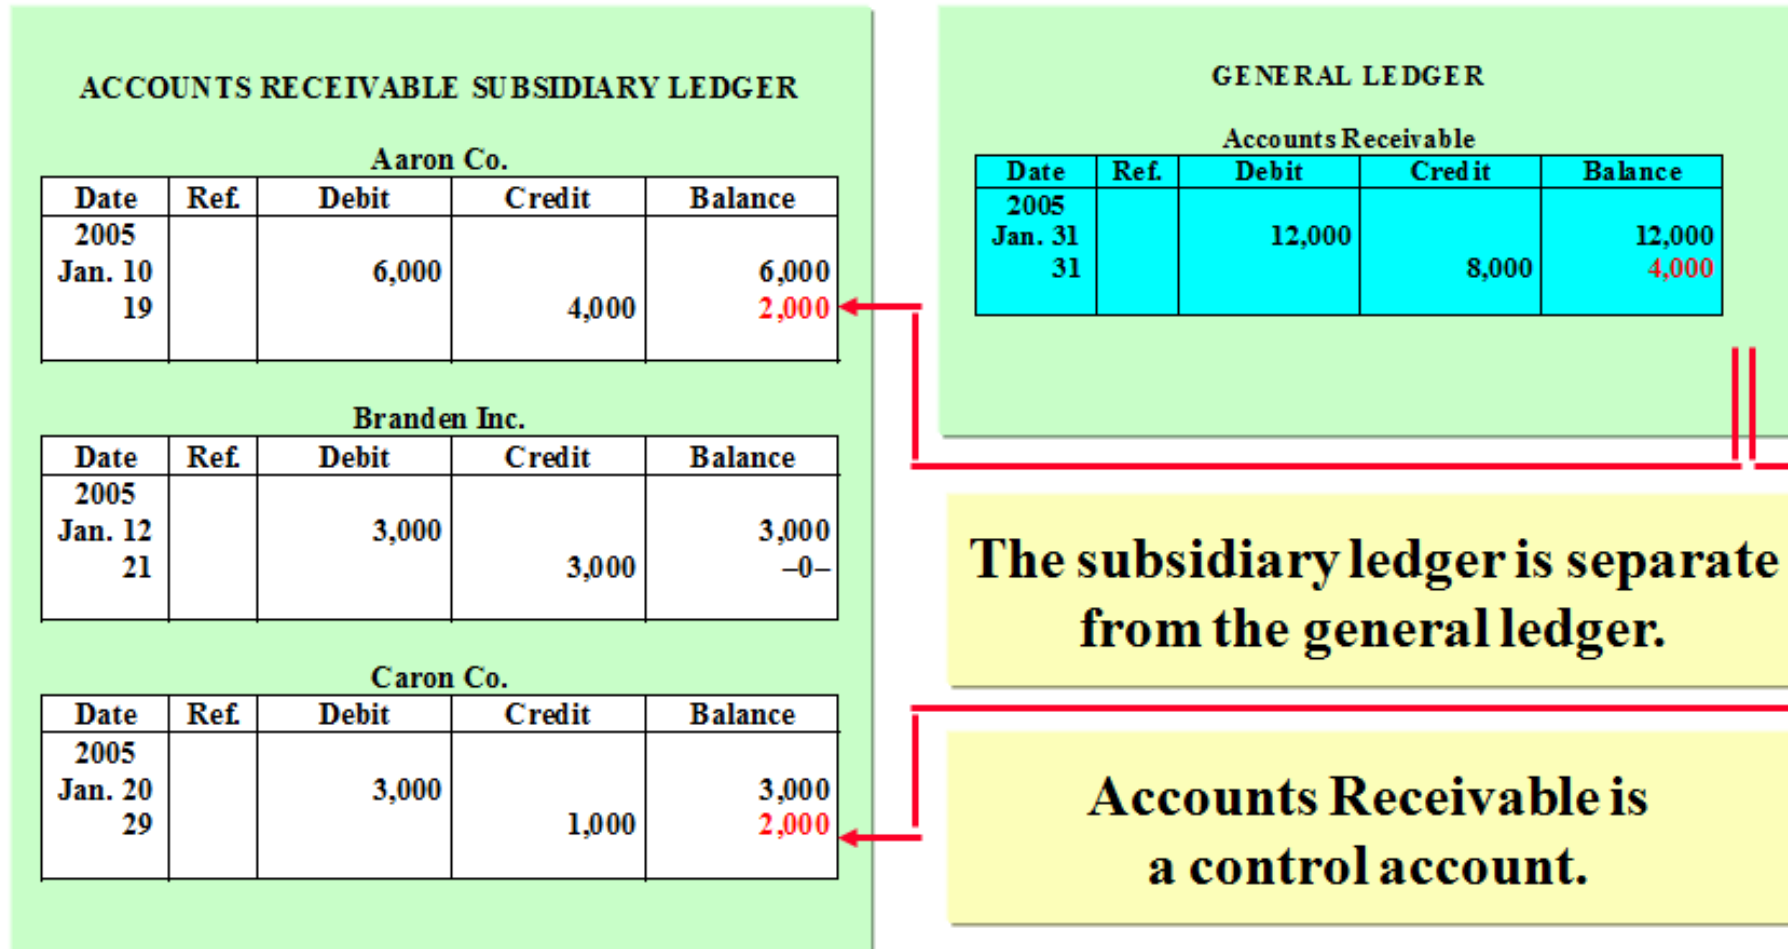 ACCOUNTS RECEIVABLE SUBSIDIARY LEDGER
Aaron Co.
Date Ref. Debit Credit Balance
2005
Jan. 10 6,000 6,000
19 4,000 2,000
Branden Inc.
Date Ref. Debit Credit Balance
2005
Jan. 12 3,000 3,000
21 3,000 –0–
Caron Co.
Date Ref. Debit Credit Balance
2005
Jan. 20 3,000 3,000
29 1,000 2,000
GENERAL LEDGER
Accounts Receivable
Date Ref. Debit Credit Balance
2005
Jan. 31 12,000 12,000
31 8,000 4,000
The subsidiary ledger is separate
from the general ledger.
Accounts Receivable is
a control account.